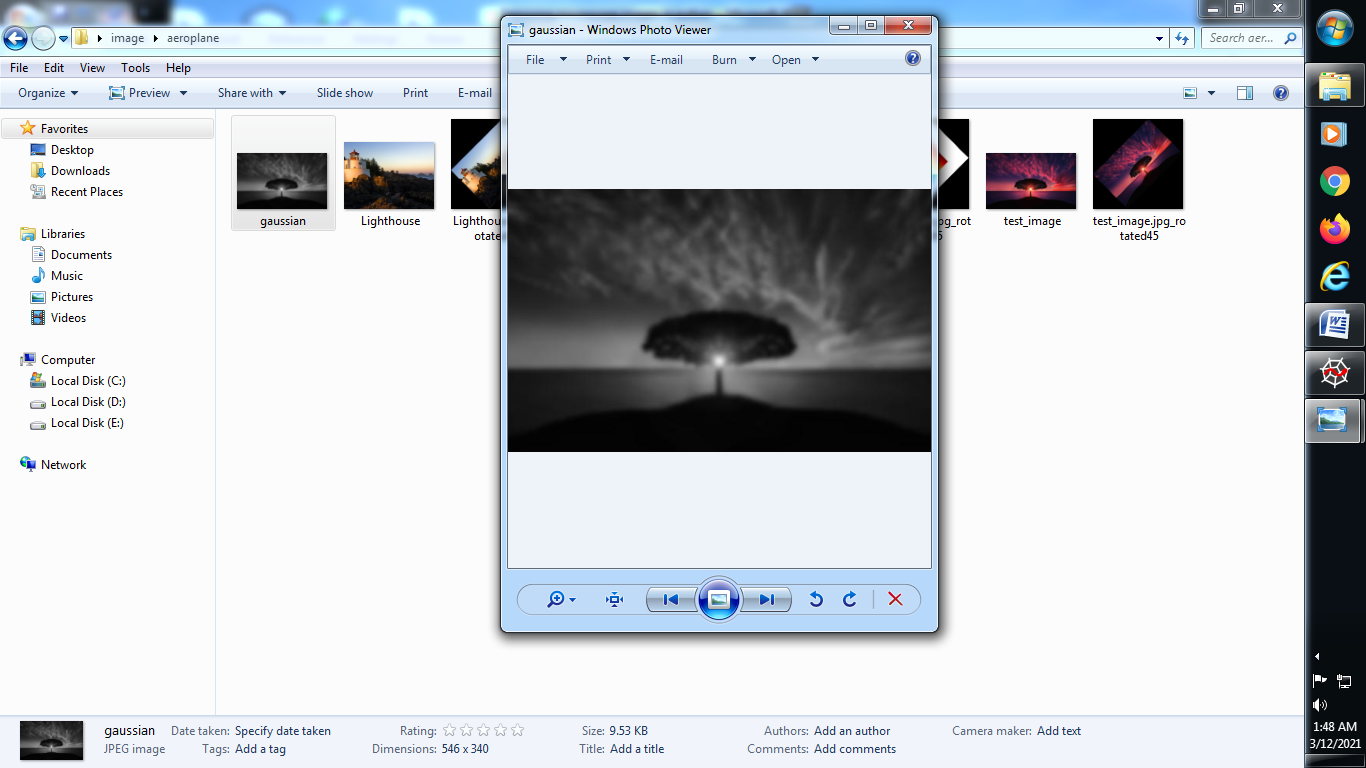 gaussian - Windows Photo Viewer
image
aeroplane
Search aer...
File
Edit
View
Tools
Help
File
Print
E-mail
Burn
Open
Organize
Preview
Share with
Slide show
Print
E-mail
Favorites
Desktop
Downloads
Recent Places
Libraries
Documents
Music
Pictures
Videos
Computer
Local Disk (C:)
Local Disk (D:)
Local Disk (E:)
Network
gaussian
Lighthouse
Lighthou
otate
pg_rot
5
test_image
test_image.jpg_ro
tated45
gaussian
JPEG image
Date taken: Specify date taken
Tags: Add a tag
Rating:
Dimensions: 546 x 340
Size: 9.53 KB
Title: Add a title
Authors: Add an author
Comments: Add comments
Camera maker: Add text
1:48 AM
3/12/2021